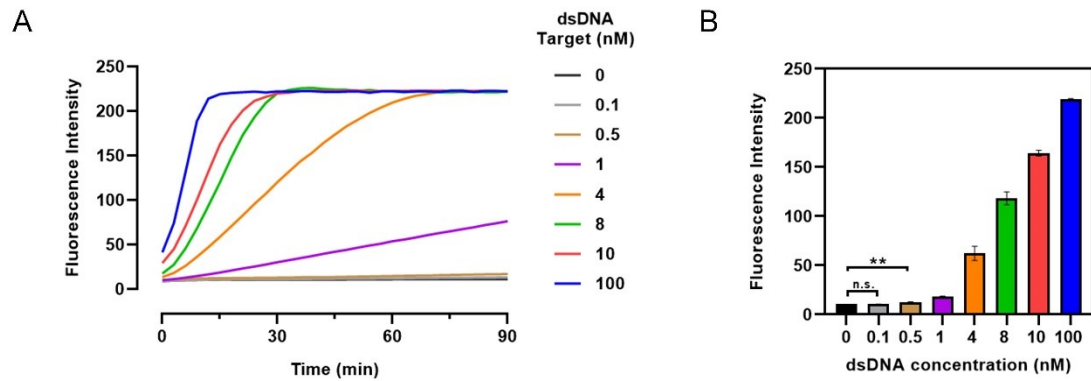 A
dsDNA
Target (nM)
0
0.1
0.5
1
4
8
10
100
Fluorescence Intensity
250
200
150
100
50
0
0
30
60
90
Time (min)
B
Fluorescence Intensity
250
200
150
100
50
0
**
n.s.
0 0.1 0.5 1 4 8 10 100
dsDNA concentration (nM)